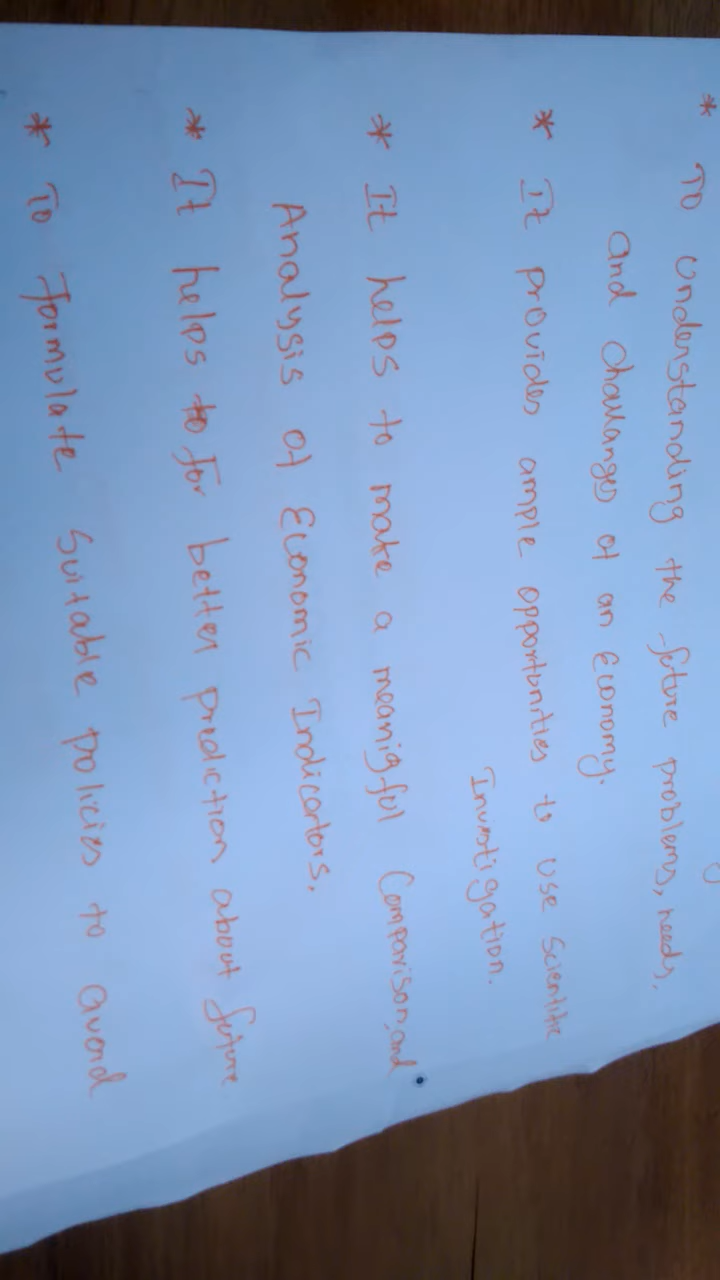 * To understanding the future problems, needs,
and challanges of an Economy.
* It provides ample opportunities to use Scientific
Investigation.
* It helps to make a meanigful Comparison, and
Analysis of Economic Indicators.
* It helps to for better prediction about future.
* To formulate Suitable policies to avoid